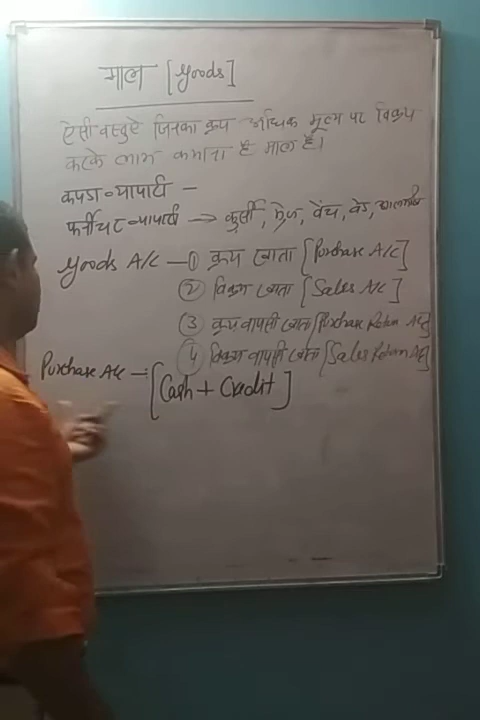 माल [Goods]
ऐसी वस्तुऐ जिनका क्रय अधिक मूल्य पर विक्रय
करके लाभ कमाना है माल है।
कपडा व्यापारी –
फर्नीचर व्यापारी → कुर्सी, मेज, बेंच, बेड,
Goods A/c – ① क्रय खाता [Purchase A/c]
② विक्रय खाता [Sales A/c]
③ क्रय वापसी खाता [Purchase Return A/c]
④ विक्रय वापसी खाता [Sales Return A/c]
Purchase A/c = [Cash + Credit]